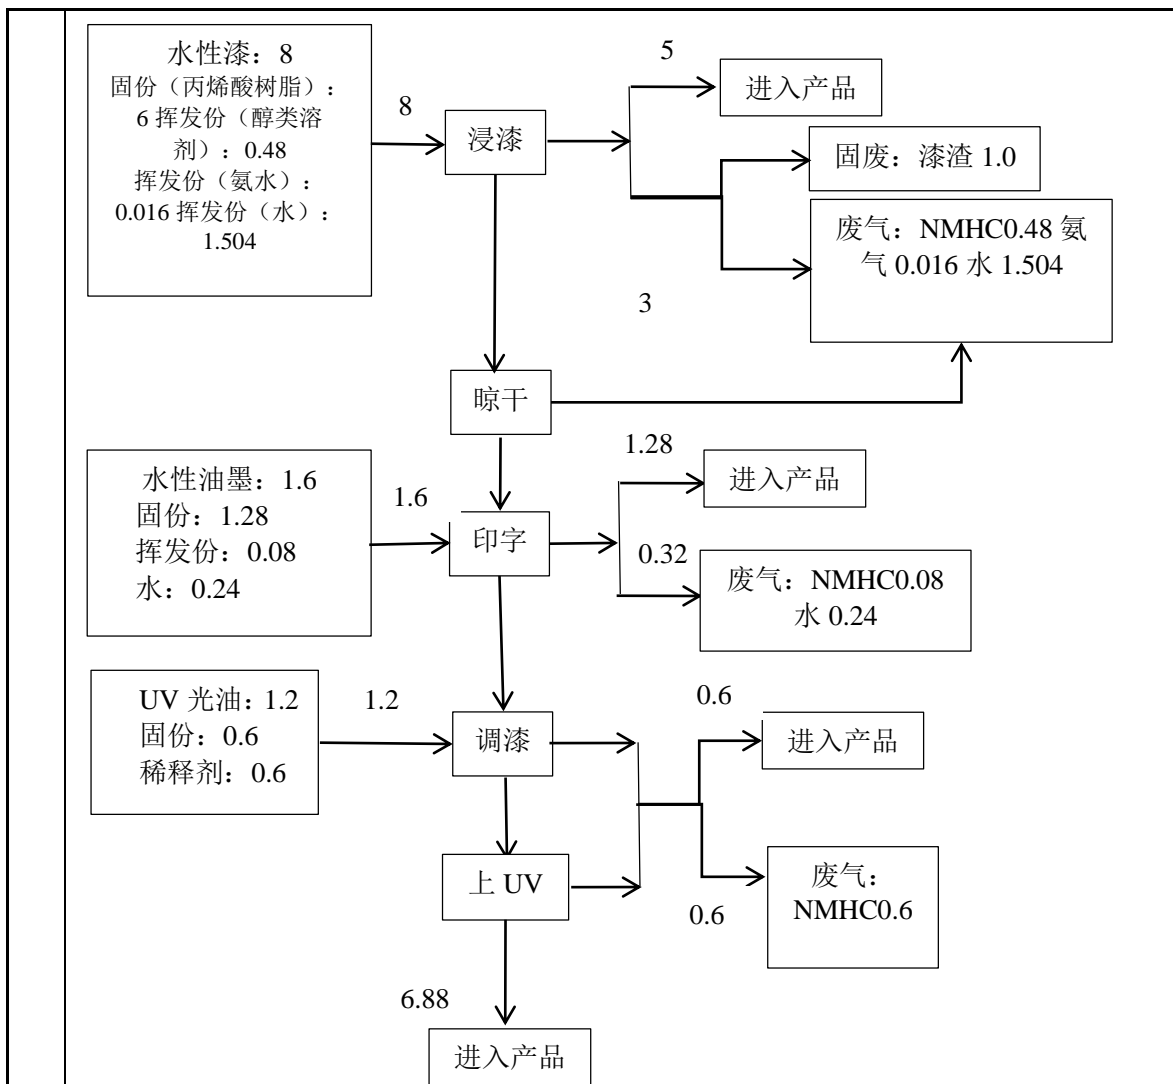 水性漆：8
固份（丙烯酸树脂）：
6 挥发份（醇类溶
剂）：0.48
挥发份（氨水）：
0.016 挥发份（水）：
1.504
8
浸漆
5
进入产品
固废：漆渣 1.0
废气：NMHC0.48 氨
气 0.016 水 1.504
3
晾干
水性油墨：1.6
固份：1.28
挥发份：0.08
水：0.24
1.6
印字
1.28
进入产品
0.32
废气：NMHC0.08
水 0.24
UV 光油：1.2
固份：0.6
稀释剂：0.6
1.2
调漆
0.6
进入产品
上 UV
0.6
废气：
NMHC0.6
6.88
进入产品